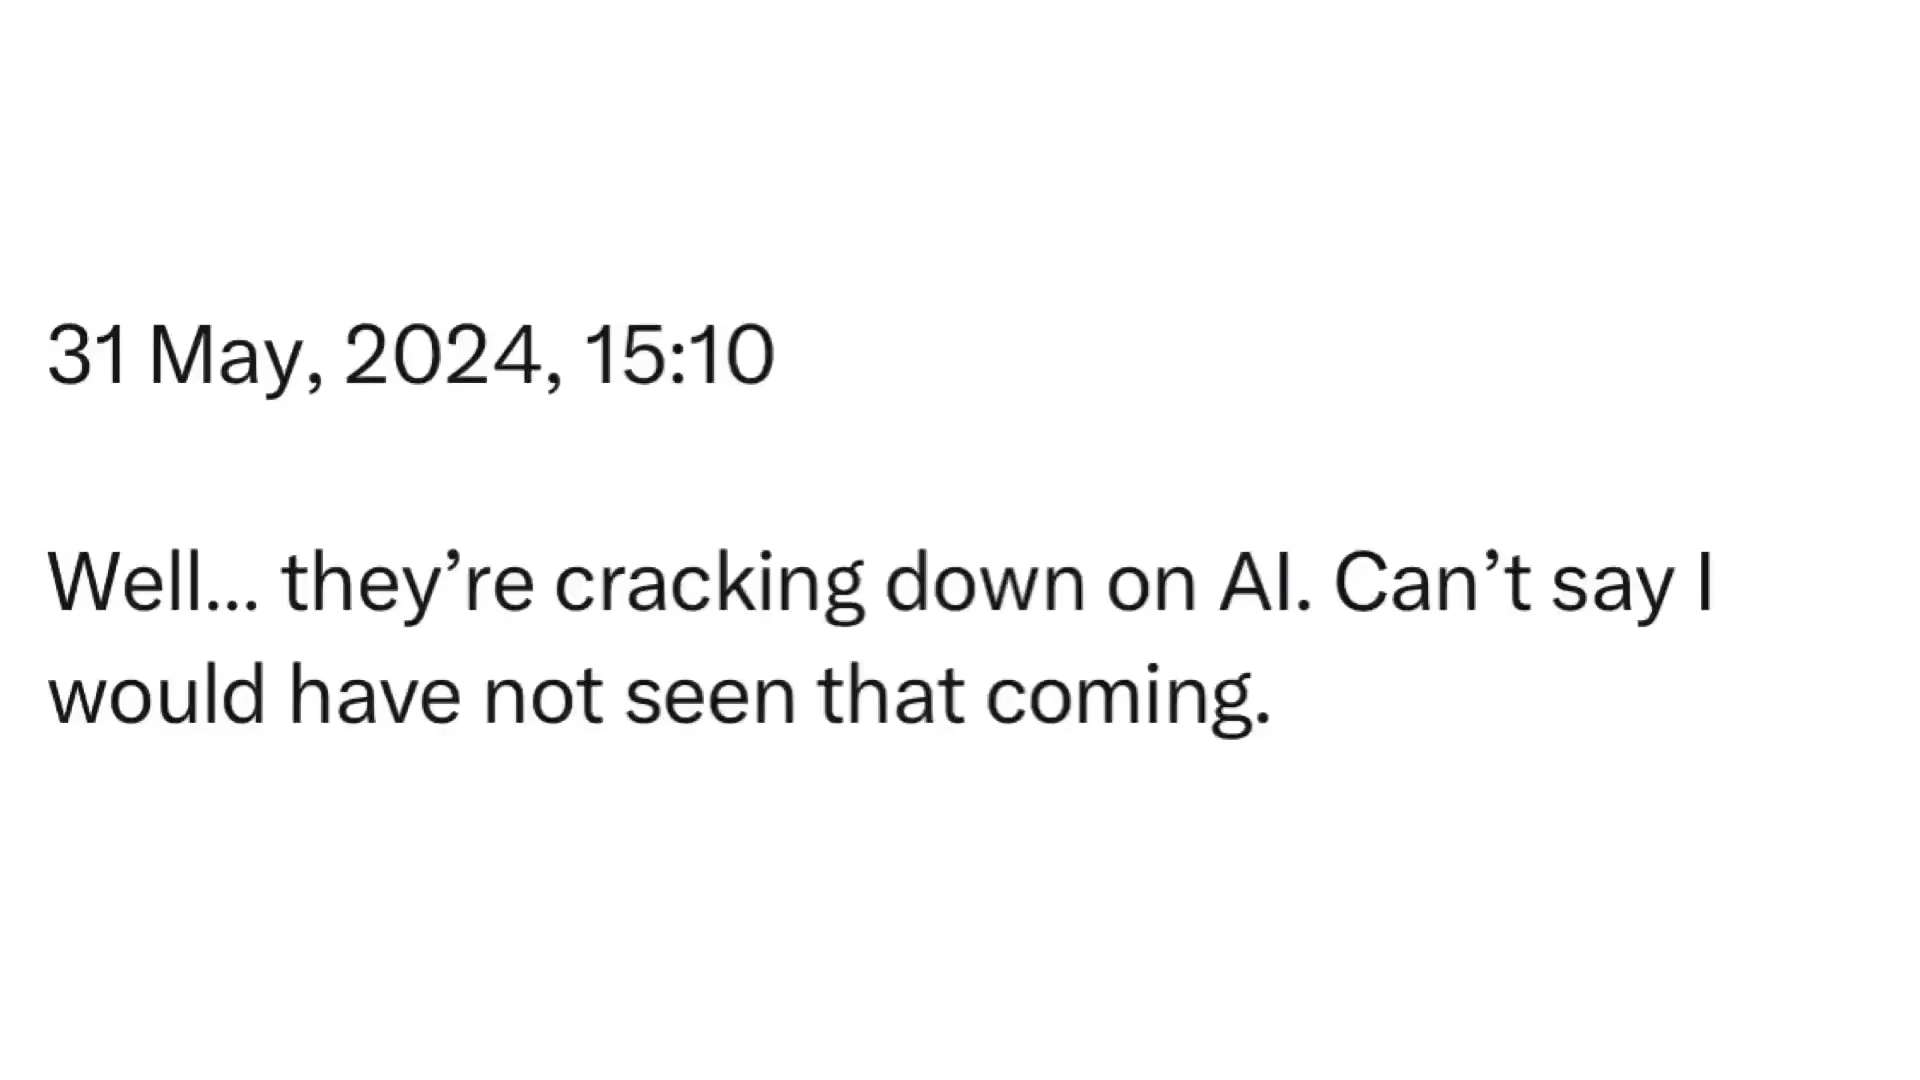 31 May, 2024, 15:10
Well... they’re cracking down on AI. Can’t say I
would have not seen that coming.